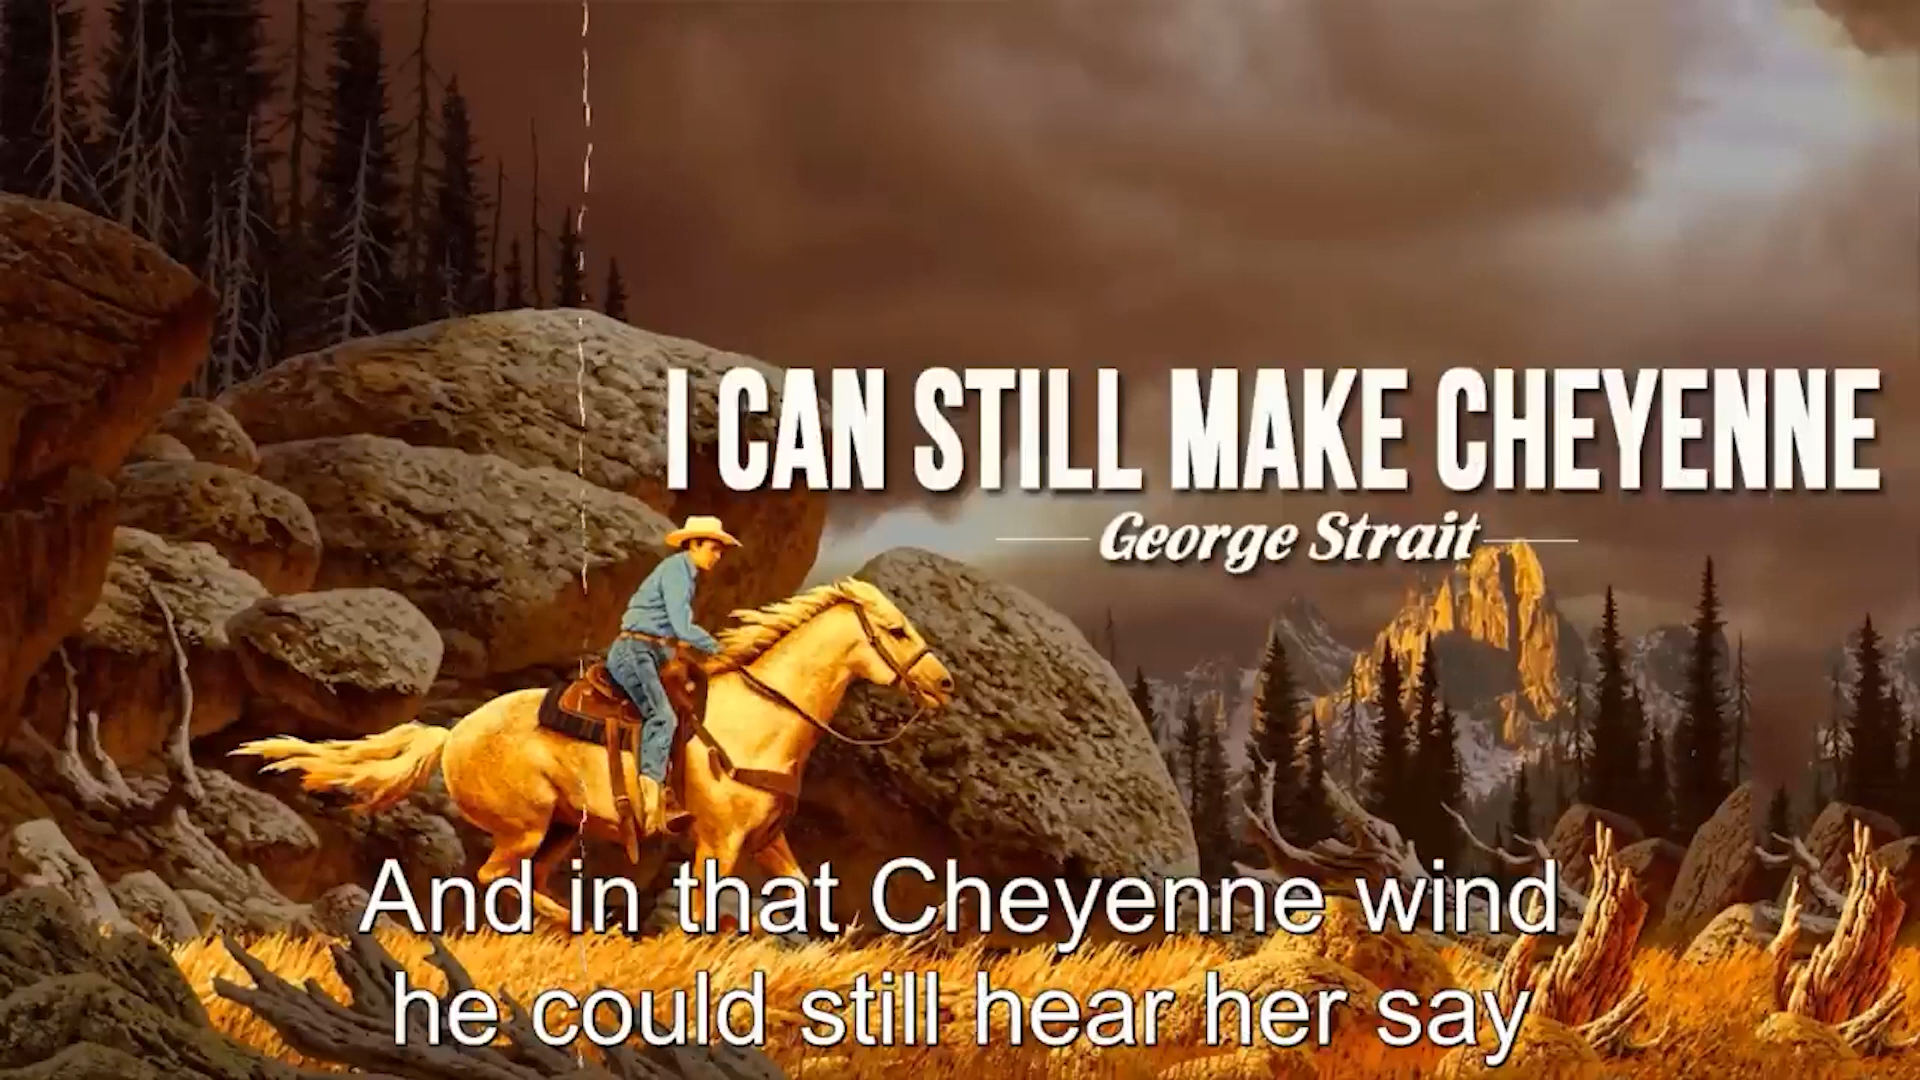 I CAN STILL MAKE CHEYENNE
George Strait
And in that Cheyenne wind
he could still hear her say